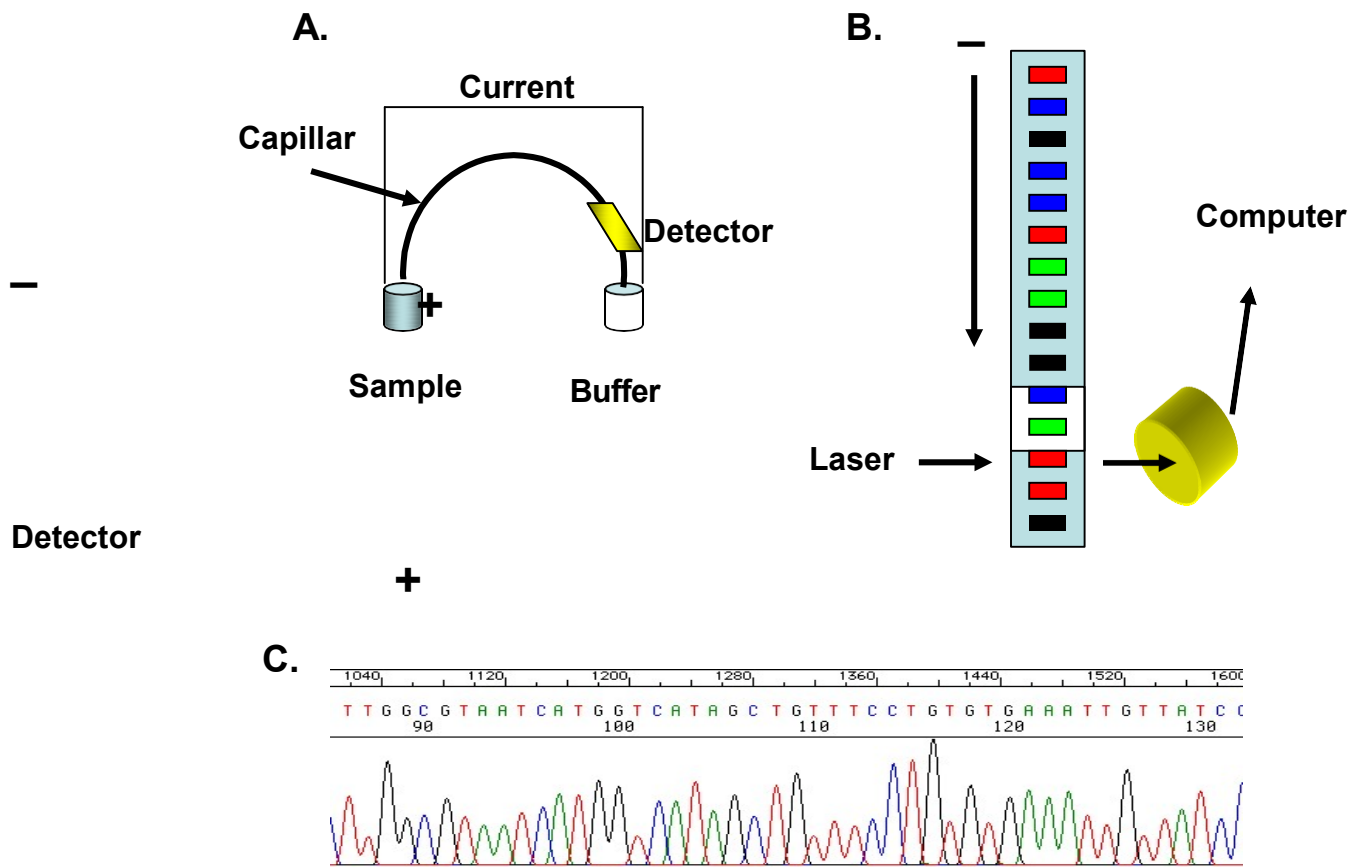 A.
B.
–
Current
Capillar
Detector
Computer
–
+
Sample
Buffer
Laser
Detector
+
C.
1040 1120 1200 1280 1360 1440 1520 1600
T T G G C G T A A T C A T G G T C A T A G C T G T T T C C T G T G T G A A A T T G T T A T C C
90 100 110 120 130